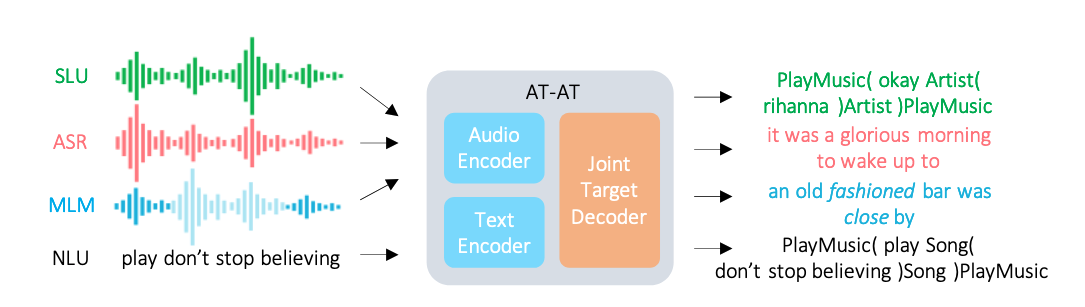 SLU
ASR
MLM
NLU
play don't stop believing
AT-AT
Audio
Encoder
Text
Encoder
Joint
Target
Decoder
PlayMusic( okay Artist(
rihanna )Artist )PlayMusic
it was a glorious morning
to wake up to
an old fashioned bar was
close by
PlayMusic( play Song(
don't stop believing )Song )PlayMusic